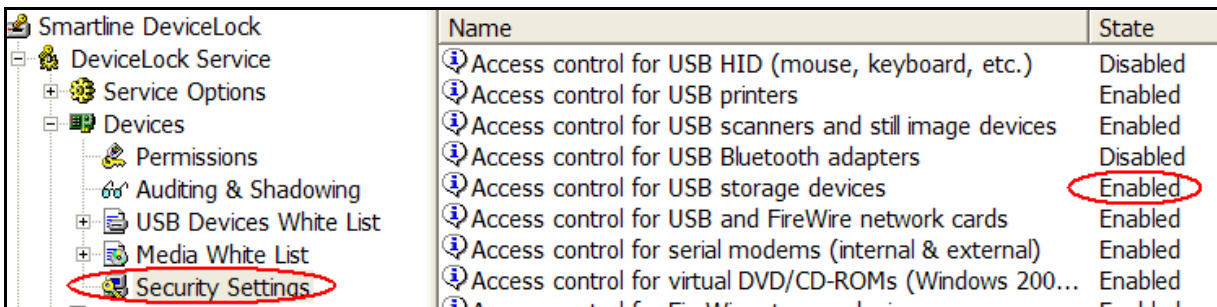 Smartline DeviceLock
DeviceLock Service
Service Options
Devices
Permissions
Auditing & Shadowing
USB Devices White List
Media White List
Security Settings
Name State
Access control for USB HID (mouse, keyboard, etc.) Disabled
Access control for USB printers Enabled
Access control for USB scanners and still image devices Enabled
Access control for USB Bluetooth adapters Disabled
Access control for USB storage devices Enabled
Access control for USB and FireWire network cards Enabled
Access control for serial modems (internal & external) Enabled
Access control for virtual DVD/CD-ROMs (Windows 200... Enabled